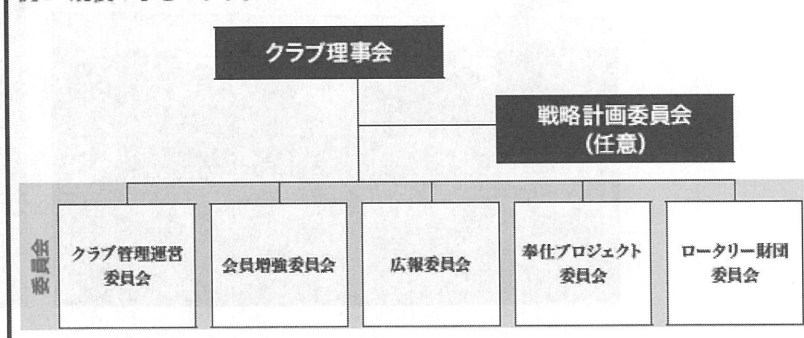 クラブ理事会
戦略計画委員会
(任意)
委員会
クラブ管理運営
委員会
会員増強委員会
広報委員会
奉仕プロジェクト
委員会
ロータリー財団
委員会